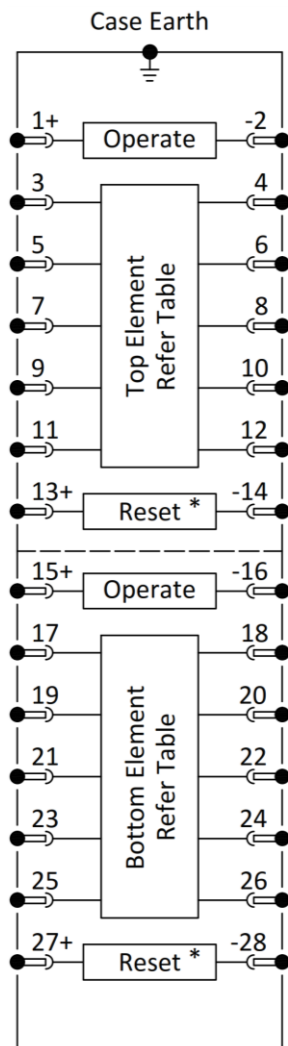 Case Earth
1+ Operate -2
3 4
5 6
7 8
9 10
11 12
Top Element
Refer Table
13+ Reset * -14
15+ Operate -16
17 18
19 20
21 22
23 24
25 26
Bottom Element
Refer Table
27+ Reset * -28